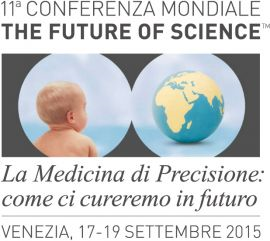 11ª CONFERENZA MONDIALE
THE FUTURE OF SCIENCE™
La Medicina di Precisione:
come ci cureremo in futuro
VENEZIA, 17-19 SETTEMBRE 2015